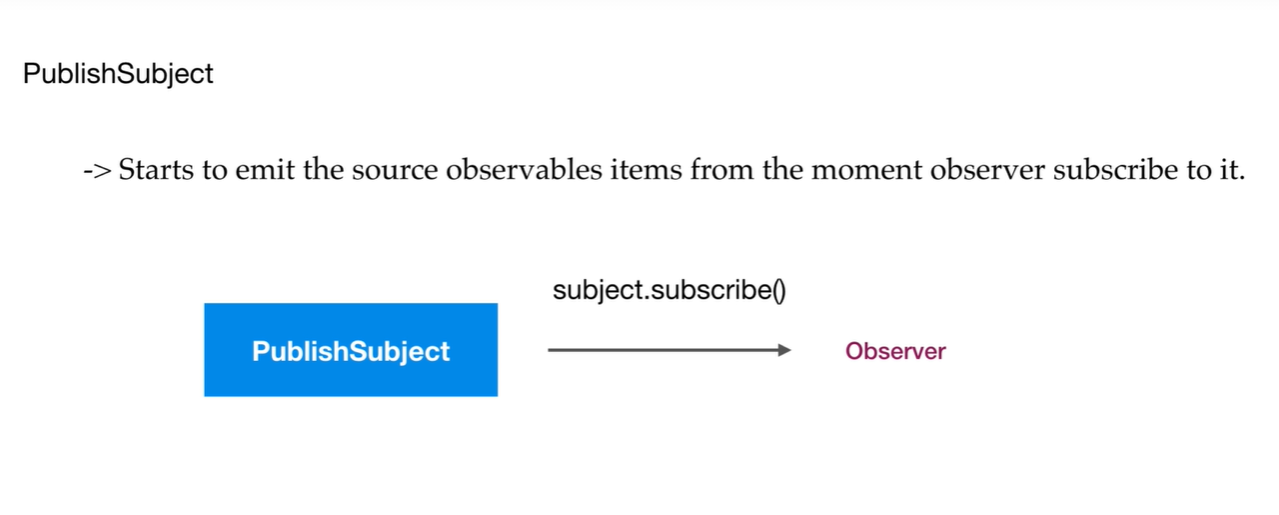 PublishSubject
-> Starts to emit the source observables items from the moment observer subscribe to it.
subject.subscribe()
PublishSubject
Observer